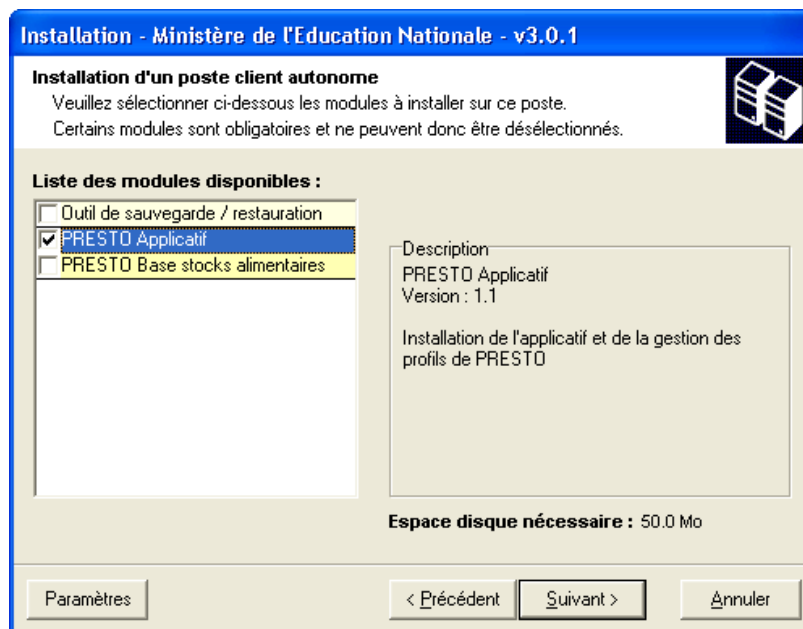 Installation - Ministère de l'Education Nationale - v3.0.1
Installation d'un poste client autonome
Veuillez sélectionner ci-dessous les modules à installer sur ce poste.
Certains modules sont obligatoires et ne peuvent donc être désélectionnés.
Liste des modules disponibles :
Outil de sauvegarde / restauration
PRESTO Applicatif
PRESTO Base stocks alimentaires
Description
PRESTO Applicatif
Version : 1.1
Installation de l'applicatif et de la gestion des
profils de PRESTO
Espace disque nécessaire : 50.0 Mo
Paramètres
< Précédent
Suivant >
Annuler